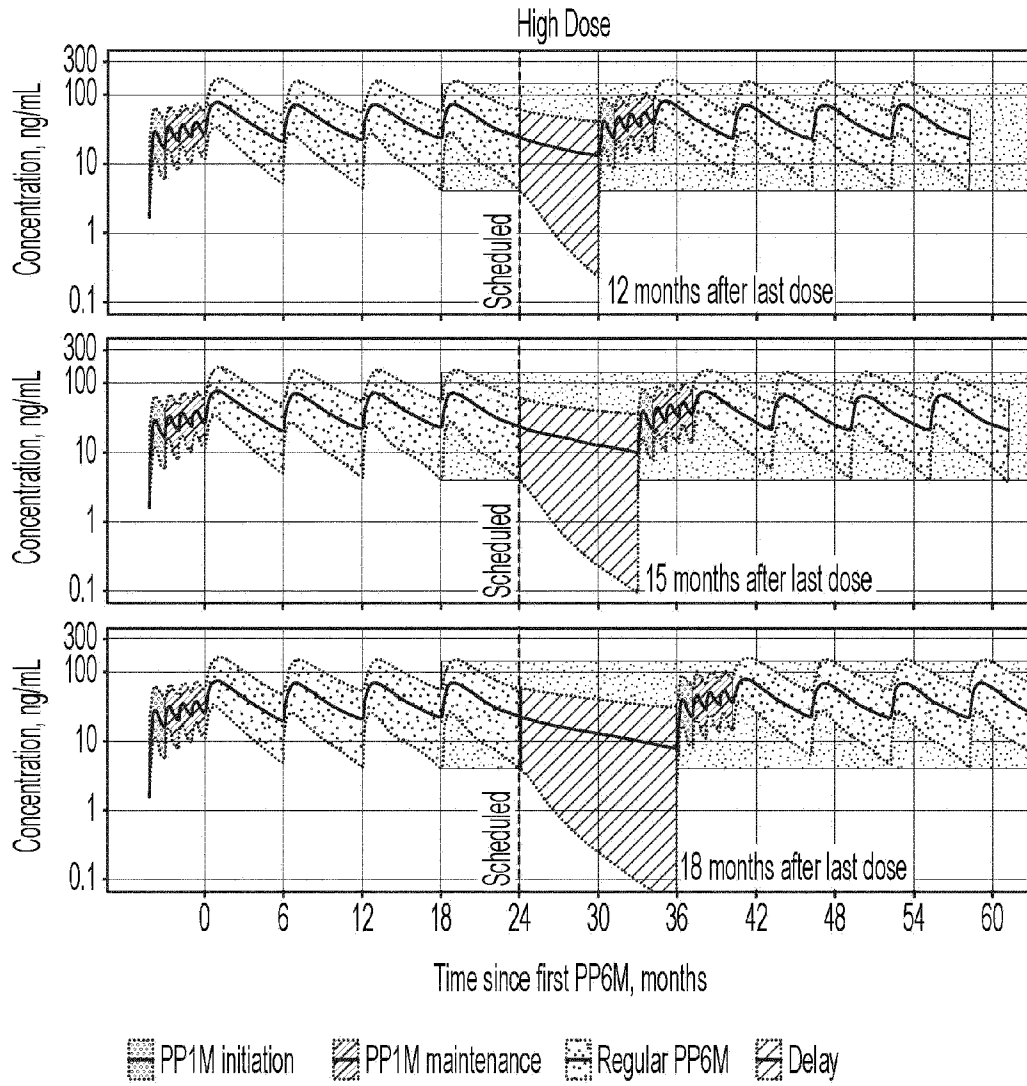 High Dose
Concentration, ng/mL
300
100
10
1
0.1
Scheduled
12 months after last dose
Concentration, ng/mL
300
100
10
1
0.1
Scheduled
15 months after last dose
Concentration, ng/mL
300
100
10
1
0.1
Scheduled
18 months after last dose
0 6 12 18 24 30 36 42 48 54 60
Time since first PP6M, months
PP1M initiation PP1M maintenance Regular PP6M Delay